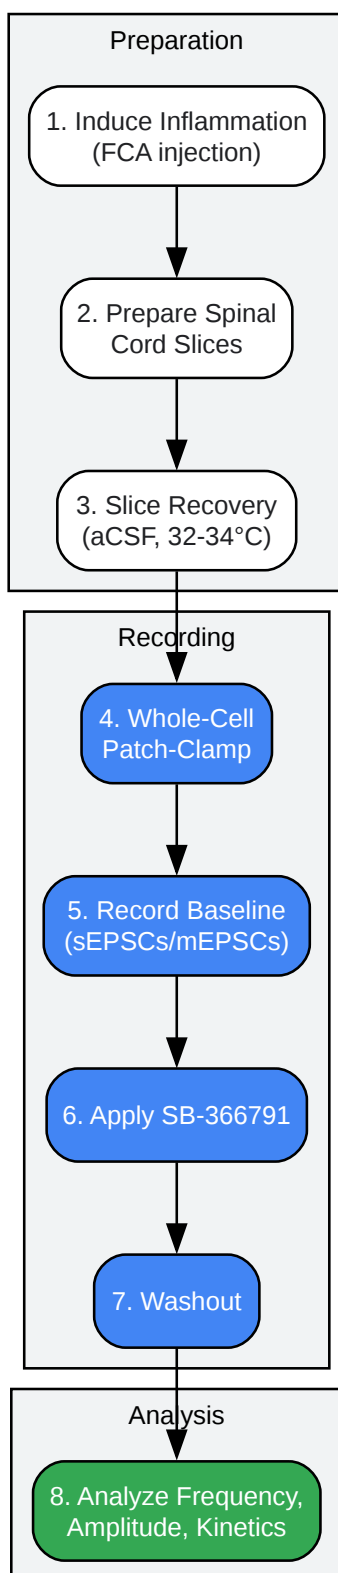 Preparation
1. Induce Inflammation
(FCA injection)
2. Prepare Spinal
Cord Slices
3. Slice Recovery
(aCSF, 32-34°C)
Recording
4. Whole-Cell
Patch-Clamp
5. Record Baseline
(sEPSCs/mEPSCs)
6. Apply SB-366791
7. Washout
Analysis
8. Analyze Frequency,
Amplitude, Kinetics